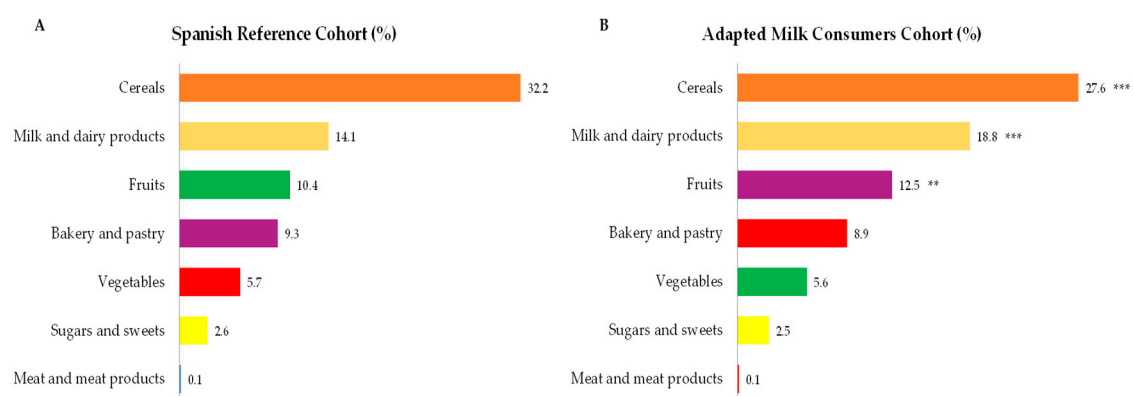 A
Spanish Reference Cohort (%)
Cereals
32.2
Milk and dairy products
14.1
Fruits
10.4
Bakery and pastry
9.3
Vegetables
5.7
Sugars and sweets
2.6
Meat and meat products
0.1
B
Adapted Milk Consumers Cohort (%)
Cereals
27.6 ***
Milk and dairy products
18.8 ***
Fruits
12.5 **
Bakery and pastry
8.9
Vegetables
5.6
Sugars and sweets
2.5
Meat and meat products
0.1